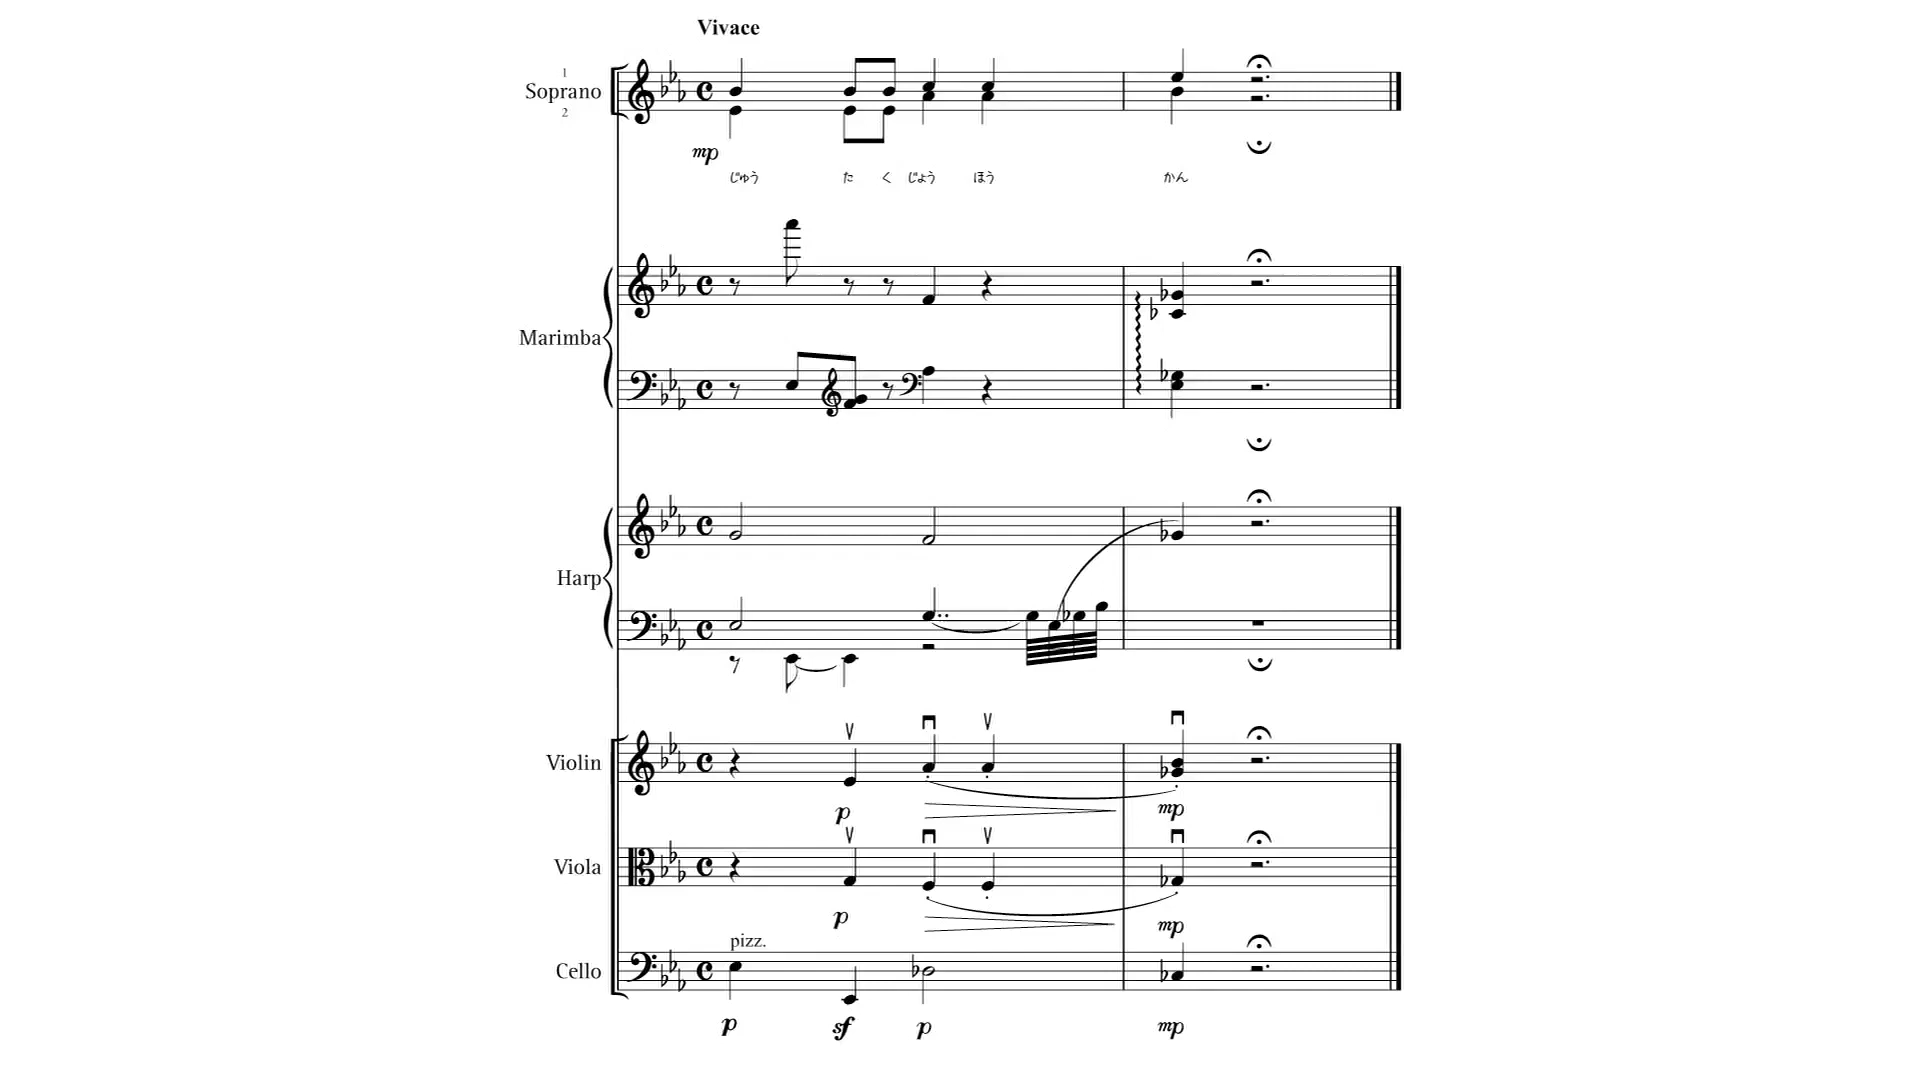 Vivace
1
Soprano
2
mp
じゅう た く じょう ほう かん
Marimba
Harp
Violin
p mp
Viola
p mp
pizz.
Cello
p sf p mp